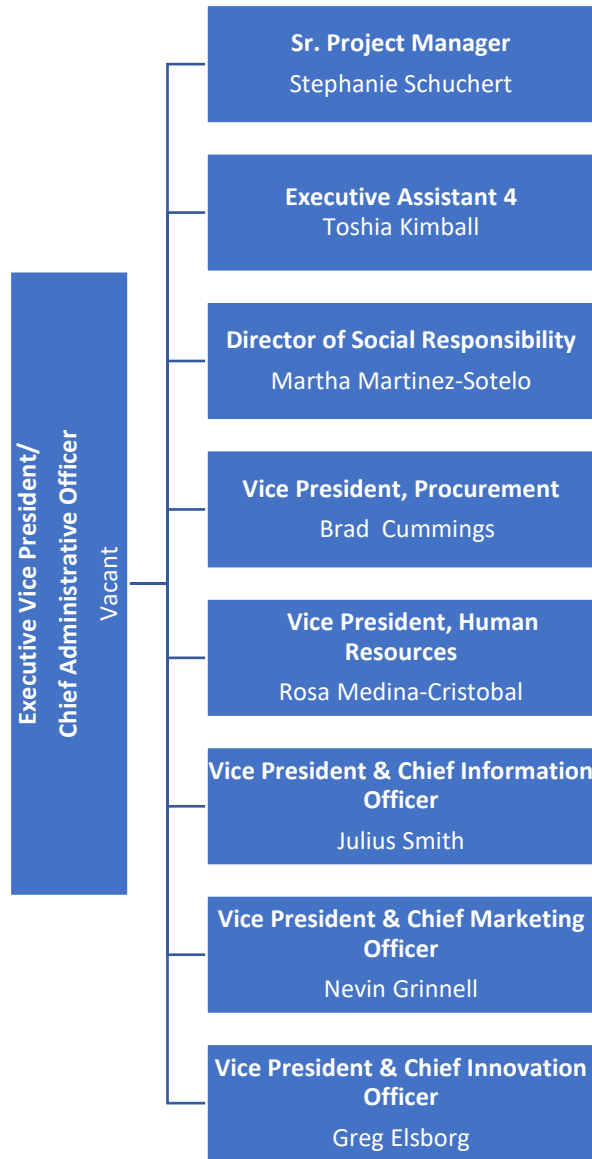 Sr. Project Manager
Stephanie Schuchert
Executive Assistant 4
Toshia Kimball
Director of Social Responsibility
Martha Martinez-Sotelo
Executive Vice President/
Chief Administrative Officer
Vacant
Vice President, Procurement
Brad Cummings
Vice President, Human
Resources
Rosa Medina-Cristobal
Vice President & Chief Information
Officer
Julius Smith
Vice President & Chief Marketing
Officer
Nevin Grinnell
Vice President & Chief Innovation
Officer
Greg Elsborg